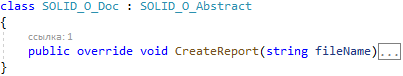 class SOLID_O_Doc : SOLID_O_Abstract
{
ссылка: 1
public override void CreateReport(string fileName)...
}